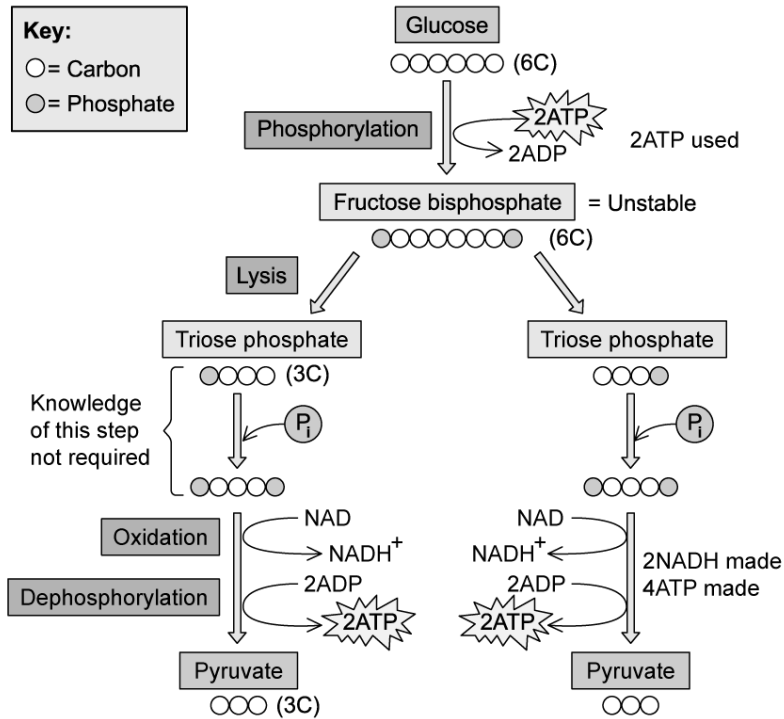 Key:
= Carbon
= Phosphate
Glucose
(6C)
Phosphorylation
2ATP
2ADP
2ATP used
Fructose bisphosphate
= Unstable
(6C)
Lysis
Triose phosphate
Triose phosphate
(3C)
Knowledge
of this step
not required
Pi
Pi
Oxidation
NAD
NADH+
NAD
NADH+
2NADH made
4ATP made
Dephosphorylation
2ADP
2ATP
2ADP
2ATP
Pyruvate
(3C)
Pyruvate